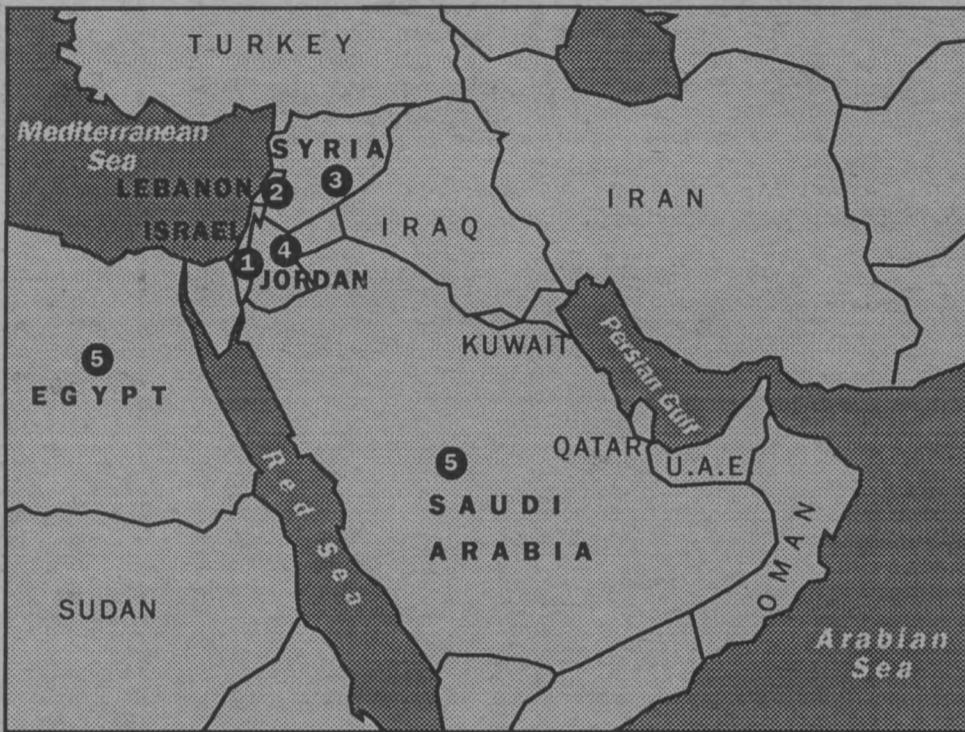 TURKEY
Mediterranean
Sea
SYRIA
LEBANON 2
3
ISRAEL
IRAQ
IRAN
1
4
JORDAN
KUWAIT
Persian Gulf
5
EGYPT
QATAR
U.A.E
5
SAUDI
ARABIA
Red Sea
OMAN
SUDAN
Arabian
Sea